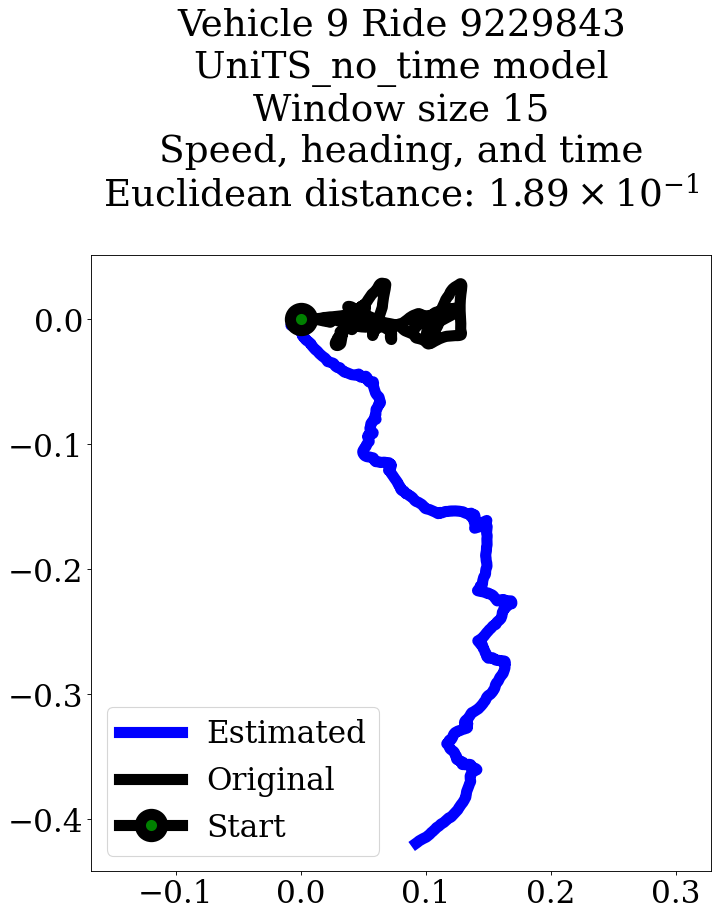 Vehicle 9 Ride 9229843
UniTS_no_time model
Window size 15
Speed, heading, and time
Euclidean distance: 1.89 × 10⁻¹
0.0
−0.1
−0.2
−0.3
−0.4
Estimated
Original
Start
−0.1 0.0 0.1 0.2 0.3